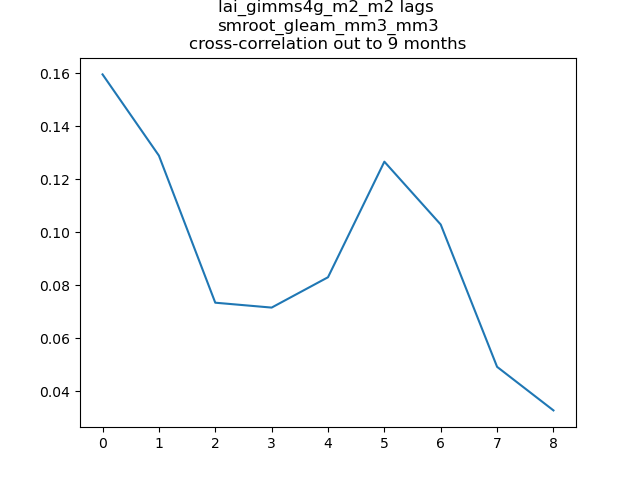 lai_gimms4g_m2_m2 lags
smroot_gleam_mm3_mm3
cross-correlation out to 9 months
0.16
0.14
0.12
0.10
0.08
0.06
0.04
0 1 2 3 4 5 6 7 8